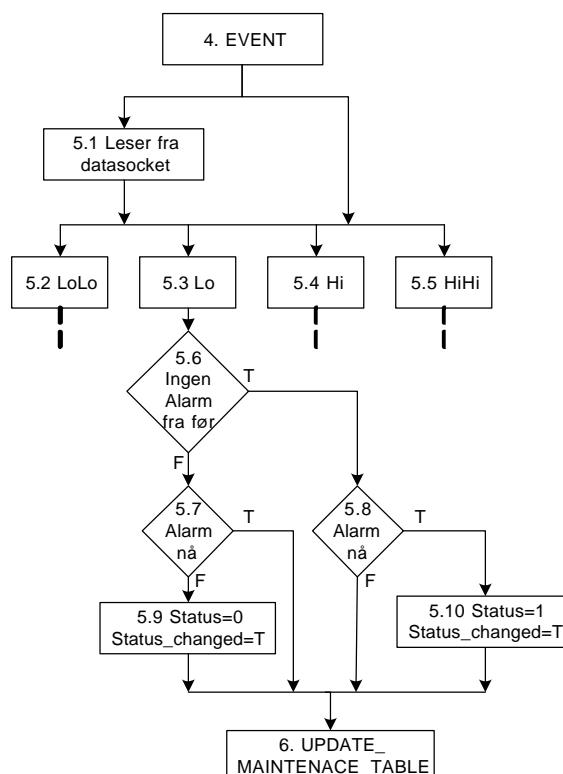 4. EVENT
5.1 Leser fra
datasocket
5.2 LoLo
5.3 Lo
5.4 Hi
5.5 HiHi
5.6
Ingen
Alarm
fra før
T
F
5.7
Alarm
nå
T
F
5.8
Alarm
nå
T
F
5.9 Status=0
Status_changed=T
5.10 Status=1
Status_changed=T
6. UPDATE_
MAINTENACE_TABLE